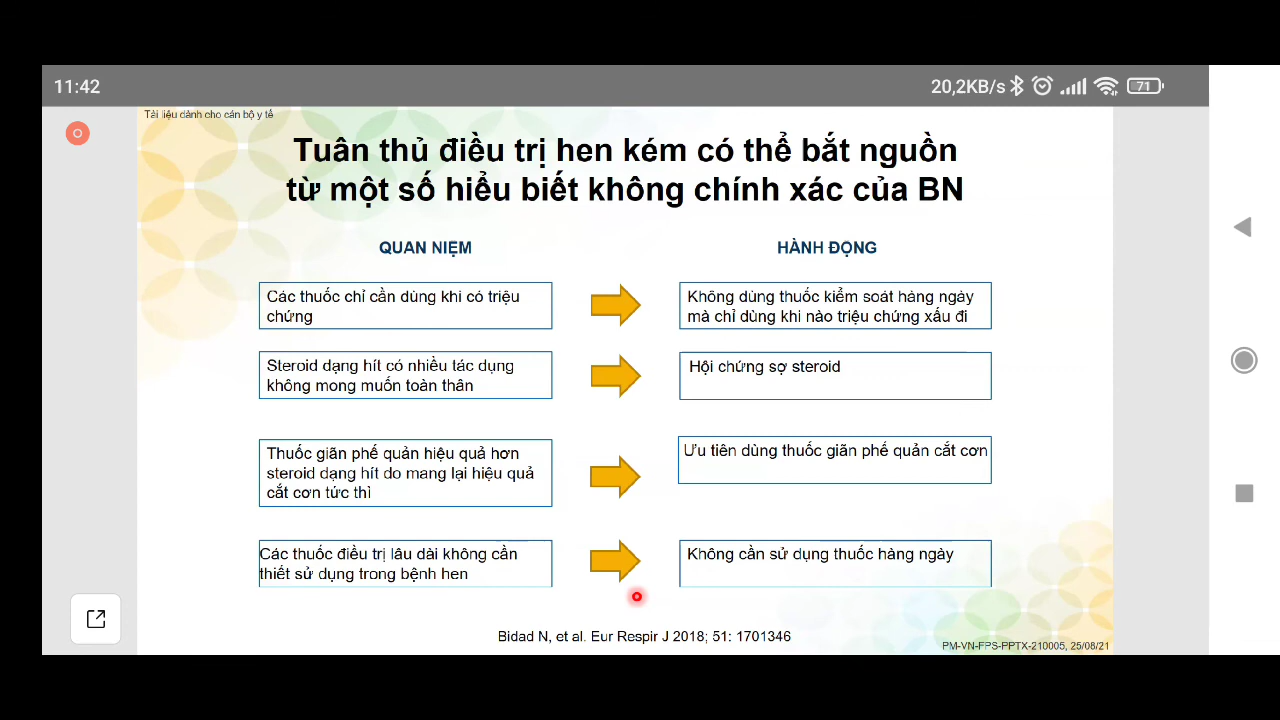 11:42
20,2KB/s
71
Tài liệu dành cho cán bộ y tế
Tuân thủ điều trị hen kém có thể bắt nguồn
từ một số hiểu biết không chính xác của BN
QUAN NIỆM
HÀNH ĐỘNG
Các thuốc chỉ cần dùng khi có triệu
chứng
Không dùng thuốc kiểm soát hàng ngày
mà chỉ dùng khi nào triệu chứng xấu đi
Steroid dạng hít có nhiều tác dụng
không mong muốn toàn thân
Hội chứng sợ steroid
Thuốc giãn phế quản hiệu quả hơn
steroid dạng hít do mang lại hiệu quả
cắt cơn tức thì
Ưu tiên dùng thuốc giãn phế quản cắt cơn
Các thuốc điều trị lâu dài không cần
thiết sử dụng trong bệnh hen
Không cần sử dụng thuốc hàng ngày
Bidad N, et al. Eur Respir J 2018; 51: 1701346
PM-VN-FPS-PPTX-210005, 25/08/21